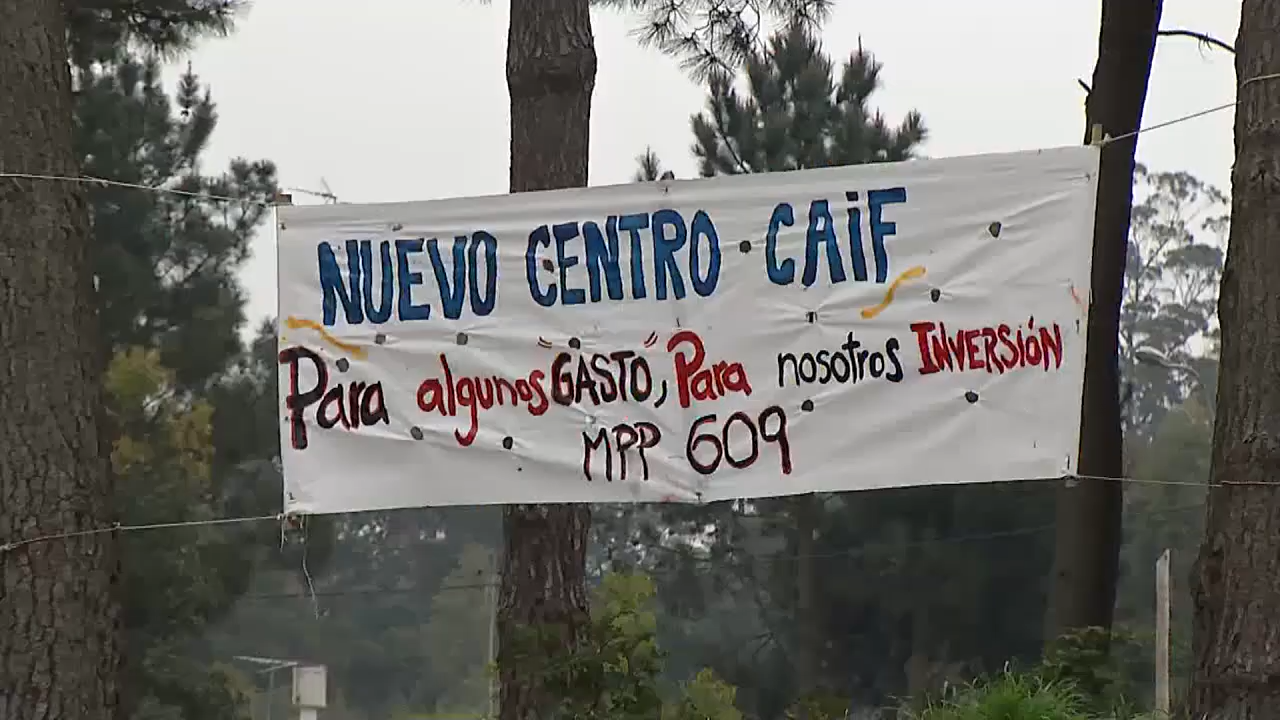 NUEVO CENTRO CAiF
Para algunos "GASTO", Para nosotros INVERSIÓN
MPP 609